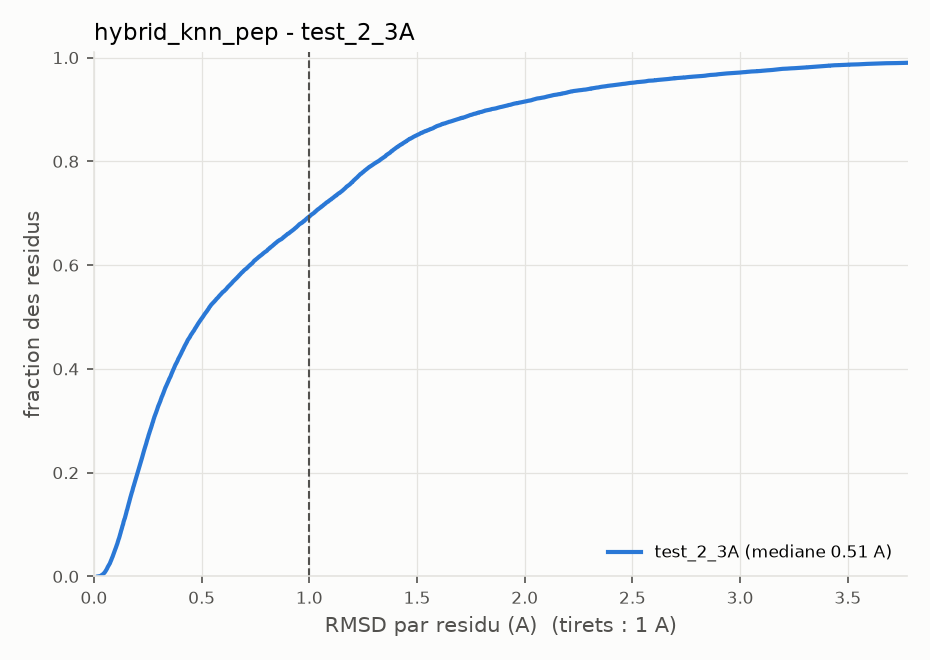 hybrid_knn_pep - test_2_3A
1.0
0.8
0.6
0.4
0.2
0.0
fraction des residus
test_2_3A (mediane 0.51 A)
0.0 0.5 1.0 1.5 2.0 2.5 3.0 3.5
RMSD par residu (A)  (tirets : 1 A)